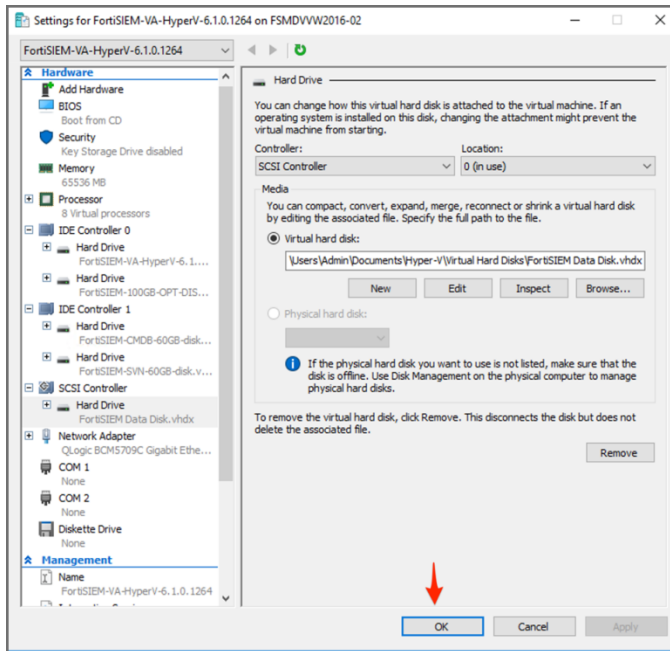 Settings for FortiSIEM-VA-HyperV-6.1.0.1264 on FSMDVVW2016-02
FortiSIEM-VA-HyperV-6.1.0.1264
Hardware
Add Hardware
BIOS
Boot from CD
Security
Key Storage Drive disabled
Memory
65536 MB
Processor
8 Virtual processors
IDE Controller 0
Hard Drive
FortiSIEM-VA-HyperV-6.1....
Hard Drive
FortiSIEM-100GB-OPT-DIS...
IDE Controller 1
Hard Drive
FortiSIEM-CMDB-60GB-disk...
Hard Drive
FortiSIEM-SVN-60GB-disk.v...
SCSI Controller
Hard Drive
FortiSIEM Data Disk.vhdx
Network Adapter
QLogic BCM5709C Gigabit Ethe...
COM 1
None
COM 2
None
Diskette Drive
None
Management
Name
FortiSIEM-VA-HyperV-6.1.0.1264
Hard Drive
You can change how this virtual hard disk is attached to the virtual machine. If an
operating system is installed on this disk, changing the attachment might prevent the
virtual machine from starting.
Controller: Location:
SCSI Controller 0 (in use)
Media
You can compact, convert, expand, merge, reconnect or shrink a virtual hard disk
by editing the associated file. Specify the full path to the file.
Virtual hard disk:
\Users\Admin\Documents\Hyper-V\Virtual Hard Disks\FortiSIEM Data Disk.vhdx
New Edit Inspect Browse...
Physical hard disk:
If the physical hard disk you want to use is not listed, make sure that the
disk is offline. Use Disk Management on the physical computer to manage
physical hard disks.
To remove the virtual hard disk, click Remove. This disconnects the disk but does not
delete the associated file.
Remove
OK Cancel Apply